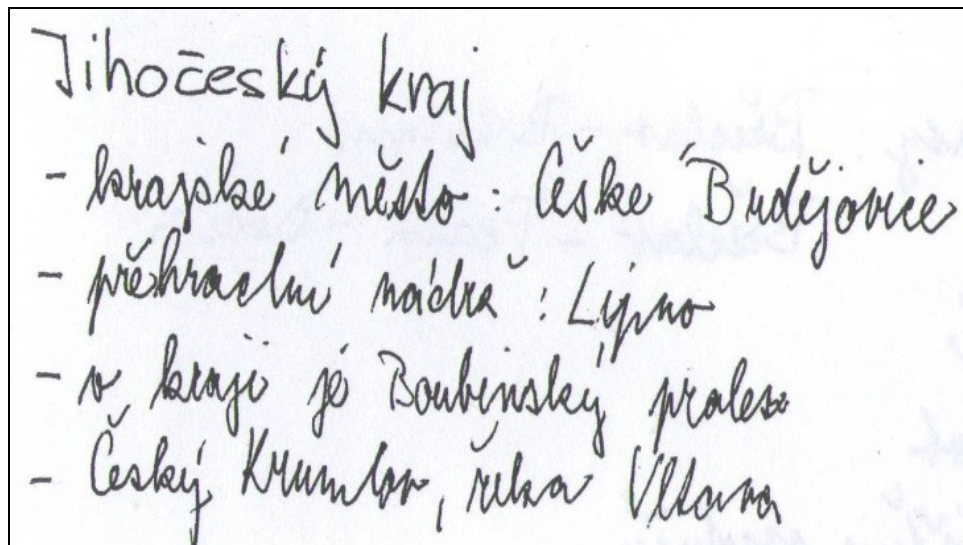 Jihočeský kraj
- krajské město : České Budějovice
- přehradní nádrž : Lipno
- v kraji je Boubínský prales
- Český Krumlov, řeka Vltava